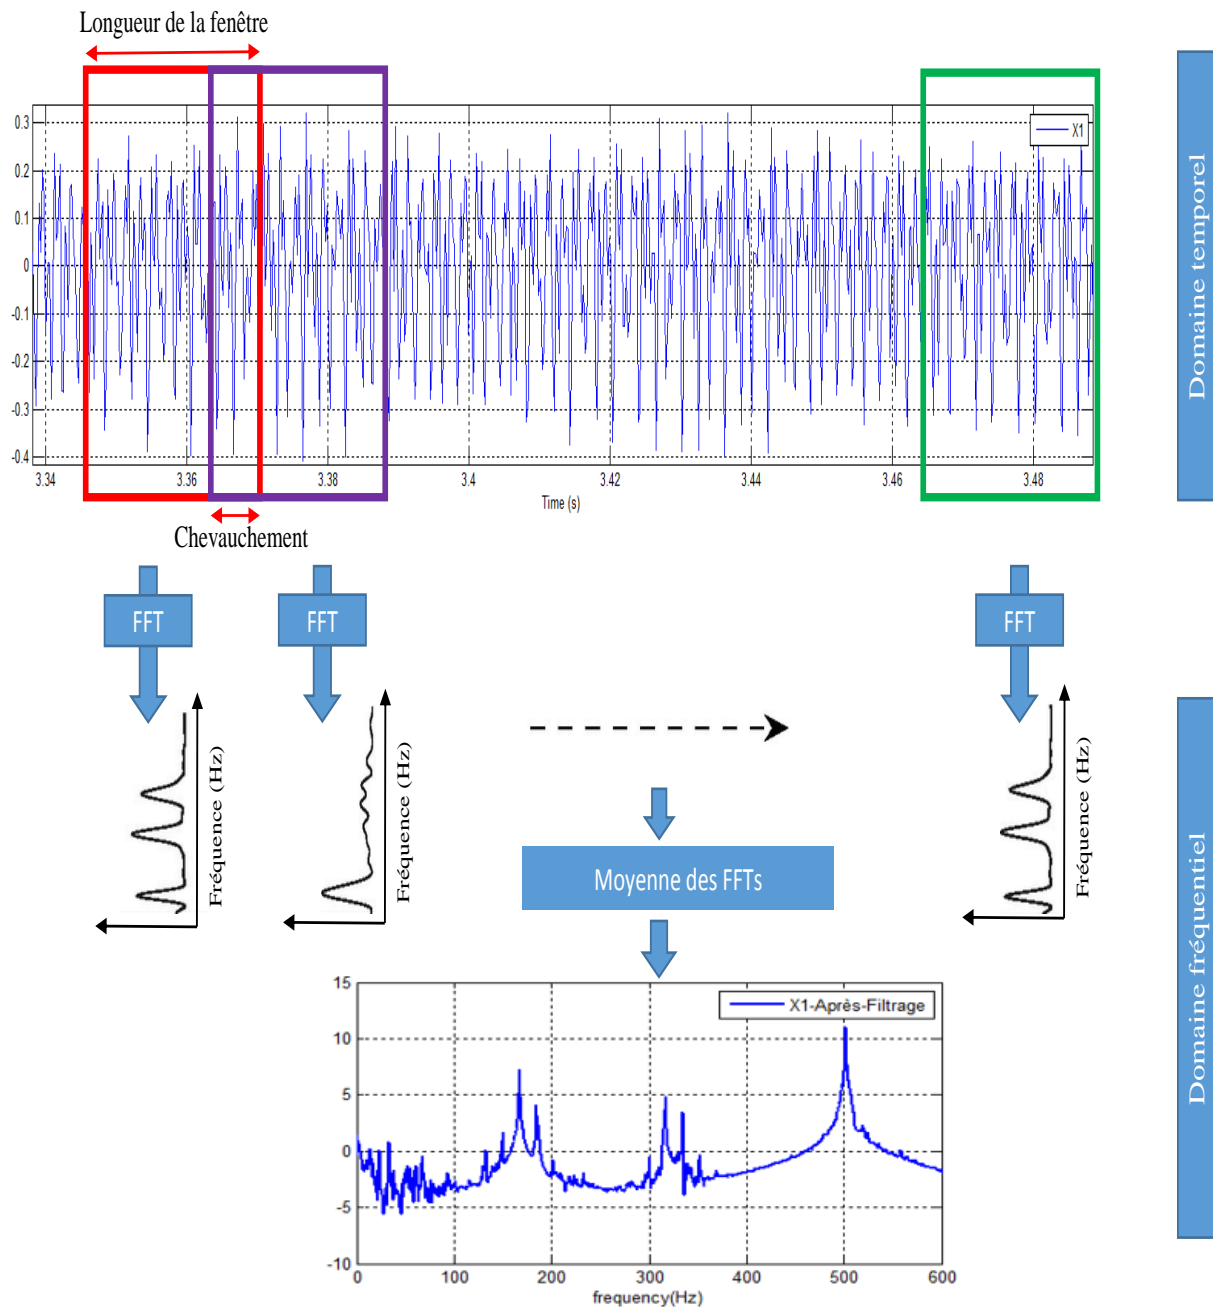 Longueur de la fenêtre
0.3
0.2
0.1
0
-0.1
-0.2
-0.3
-0.4
X1
3.34
3.36
3.38
3.4
3.42
3.44
3.46
3.48
Time (s)
Domaine temporel
Chevauchement
FFT
FFT
FFT
Fréquence (Hz)
Fréquence (Hz)
Fréquence (Hz)
Moyenne des FFTs
Domaine fréquentiel
15
10
5
0
-5
-10
X1-Après-Filtrage
0
100
200
300
400
500
600
frequency(Hz)